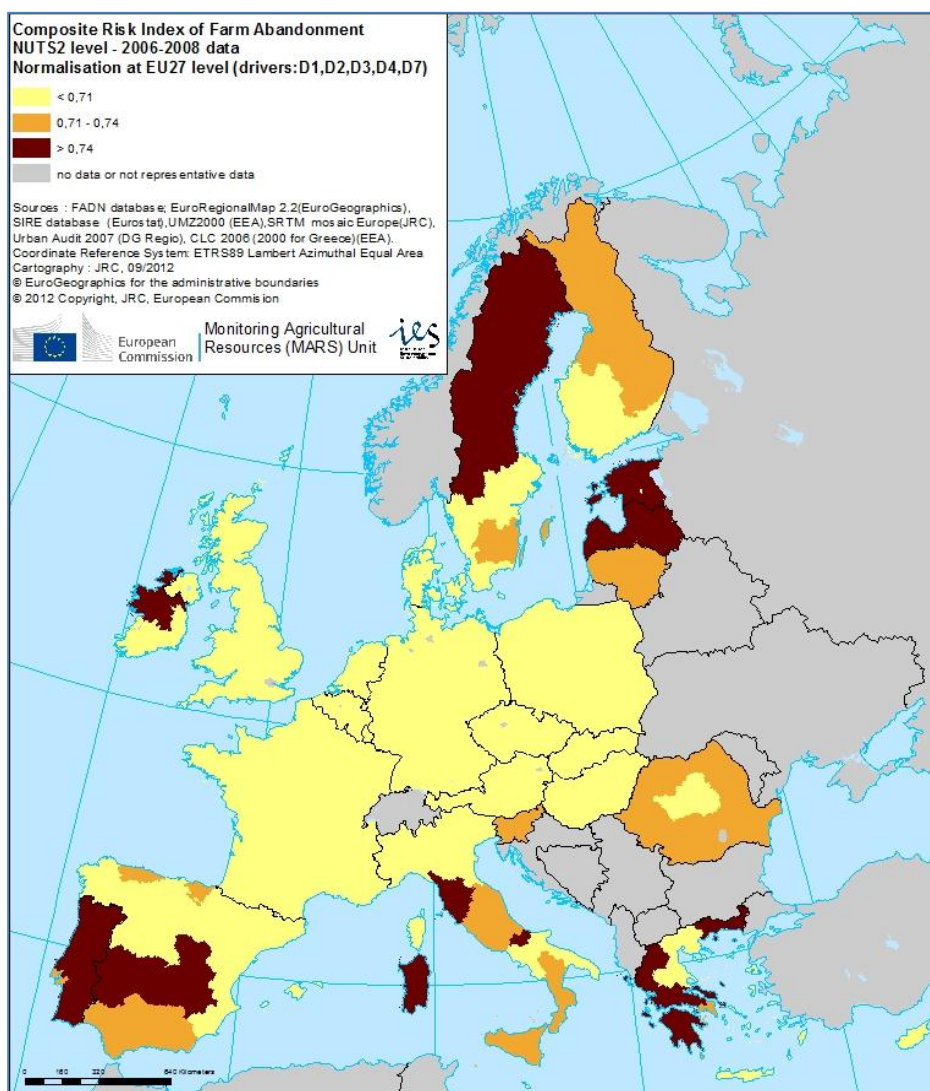 Composite Risk Index of Farm Abandonment
NUTS2 level - 2006-2008 data
Normalisation at EU27 level (drivers:D1,D2,D3,D4,D7)
< 0,71
0,71 - 0,74
> 0,74
no data or not representative data
Sources : FADN database; EuroRegionalMap 2.2(EuroGeographics),
SIRE database (Eurostat),UMZ2000 (EEA),SRTM mosaic Europe(JRC),
Urban Audit 2007 (DG Regio), CLC 2006 (2000 for Greece)(EEA).
Coordinate Reference System: ETRS89 Lambert Azimuthal Equal Area
Cartography : JRC, 09/2012
© EuroGeographics for the administrative boundaries
© 2012 Copyright, JRC, European Commision
European
Commission
Monitoring Agricultural
Resources (MARS) Unit
ies
0 160 320 640 Kilometers